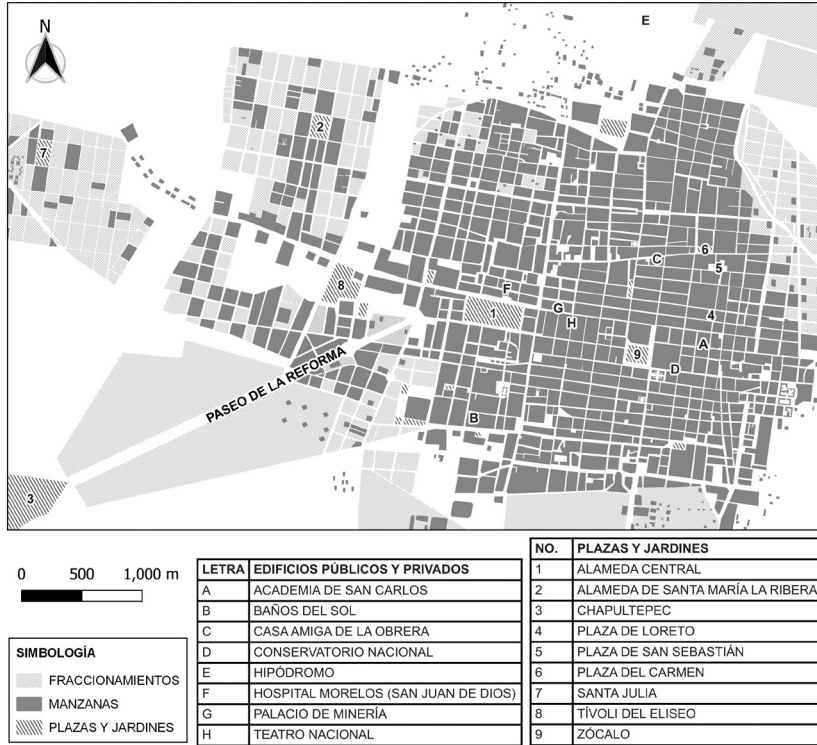 N
E
2
7
6
C
5
8
F
1
G
H
4
A
9
D
PASEO DE LA REFORMA
B
3
0 500 1,000 m
SIMBOLOGÍA
FRACCIONAMIENTOS
MANZANAS
PLAZAS Y JARDINES
LETRA EDIFICIOS PÚBLICOS Y PRIVADOS
A ACADEMIA DE SAN CARLOS
B BAÑOS DEL SOL
C CASA AMIGA DE LA OBRERA
D CONSERVATORIO NACIONAL
E HIPÓDROMO
F HOSPITAL MORELOS (SAN JUAN DE DIOS)
G PALACIO DE MINERÍA
H TEATRO NACIONAL
NO. PLAZAS Y JARDINES
1 ALAMEDA CENTRAL
2 ALAMEDA DE SANTA MARÍA LA RIBERA
3 CHAPULTEPEC
4 PLAZA DE LORETO
5 PLAZA DE SAN SEBASTIÁN
6 PLAZA DEL CARMEN
7 SANTA JULIA
8 TÍVOLI DEL ELISEO
9 ZÓCALO